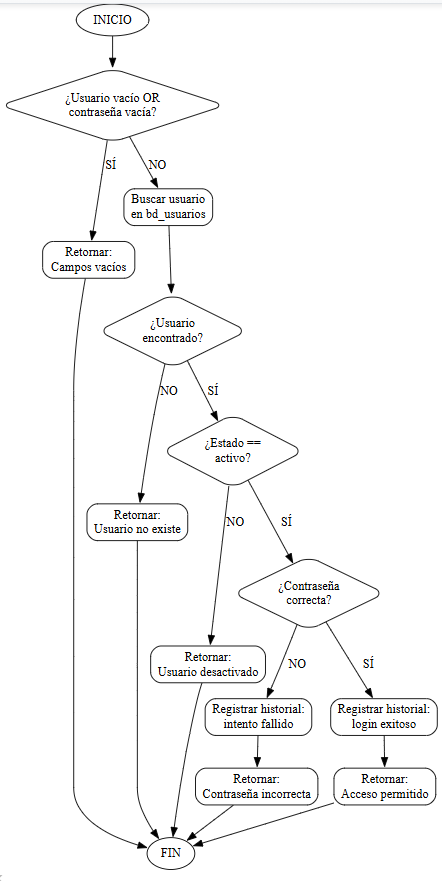 INICIO
¿Usuario vacío OR
contraseña vacía?
SÍ
NO
Buscar usuario
en bd_usuarios
Retornar:
Campos vacíos
¿Usuario
encontrado?
NO
SÍ
¿Estado ==
activo?
Retornar:
Usuario no existe
NO
SÍ
¿Contraseña
correcta?
Retornar:
Usuario desactivado
NO
SÍ
Registrar historial:
intento fallido
Registrar historial:
login exitoso
Retornar:
Contraseña incorrecta
Retornar:
Acceso permitido
FIN